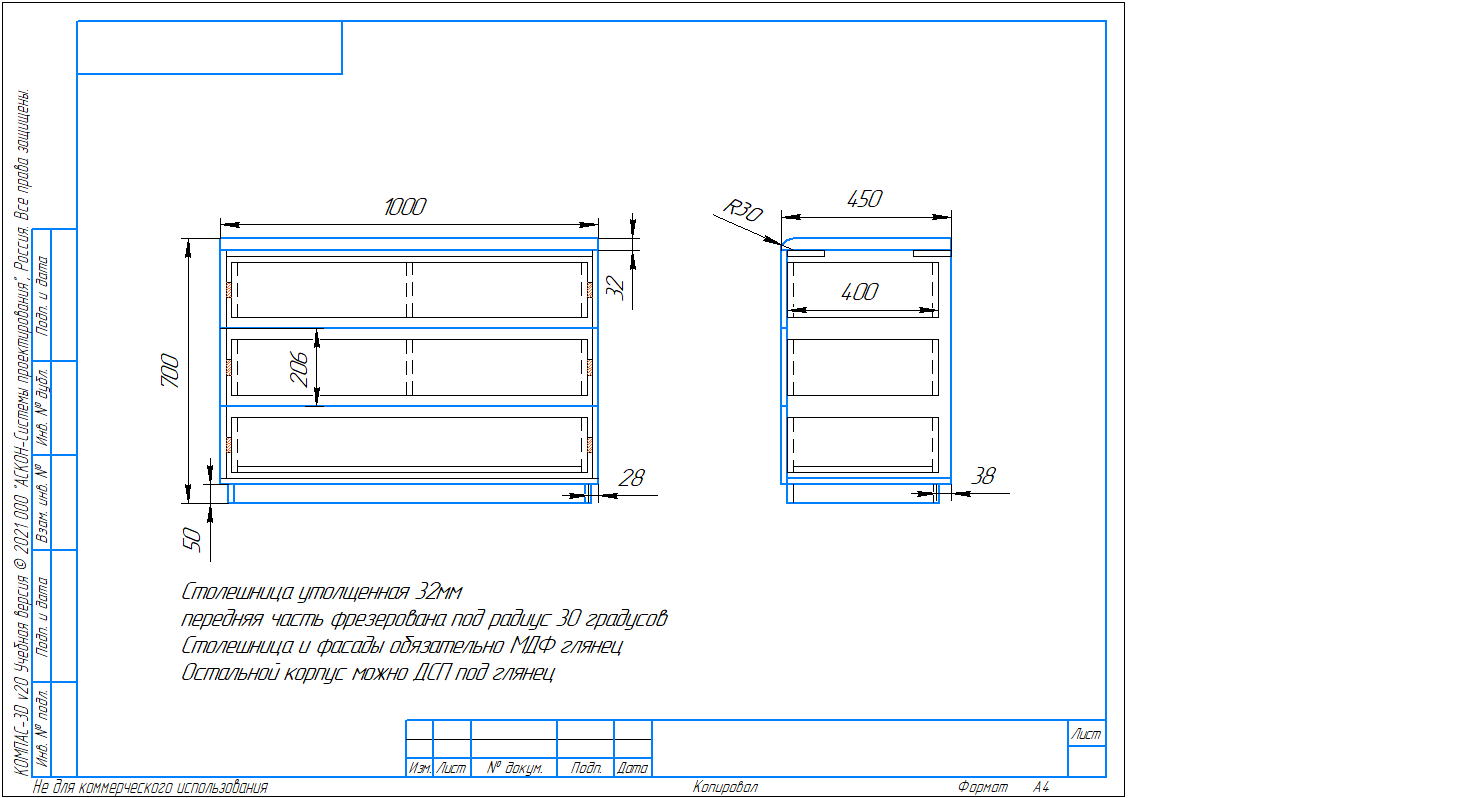 КОМПАС-3D v20 Учебная версия © 2021 ООО "АСКОН-Системы проектирования", Россия. Все права защищены.
Инв. № подл.
Подп. и дата
Взам. инв. №
Инв. № дубл.
Подп. и дата
1000
700
206
32
28
50
R30
450
400
38
Столешница утолщенная 32мм
передняя часть фрезерована под радиус 30 градусов
Столешница и фасады обязательно МДФ глянец
Остальной корпус можно ДСП под глянец
Изм. Лист № докум. Подп. Дата
Лист
Не для коммерческого использования
Копировал
Формат А4